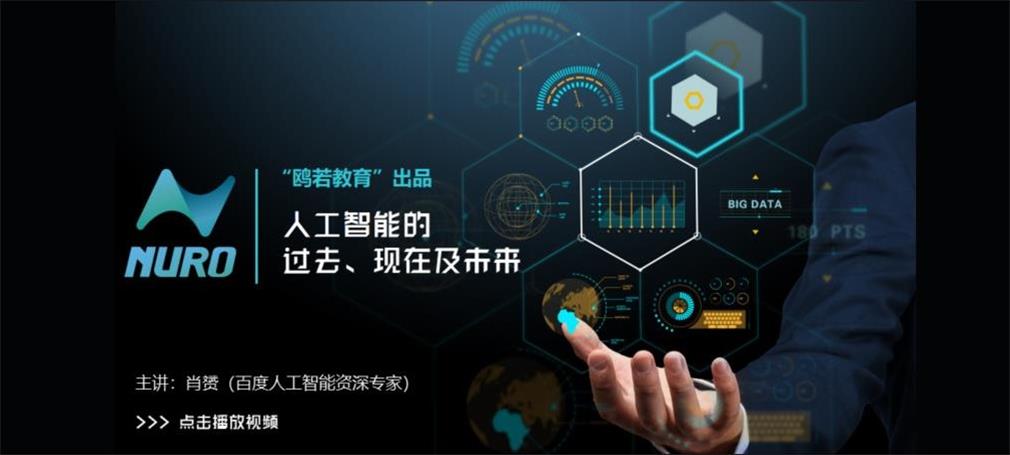 NURO
“鸥若教育”出品
人工智能的
过去、现在及未来
BIG DATA
180 PTS
主讲：肖赟（百度人工智能资深专家）
>>> 点击播放视频